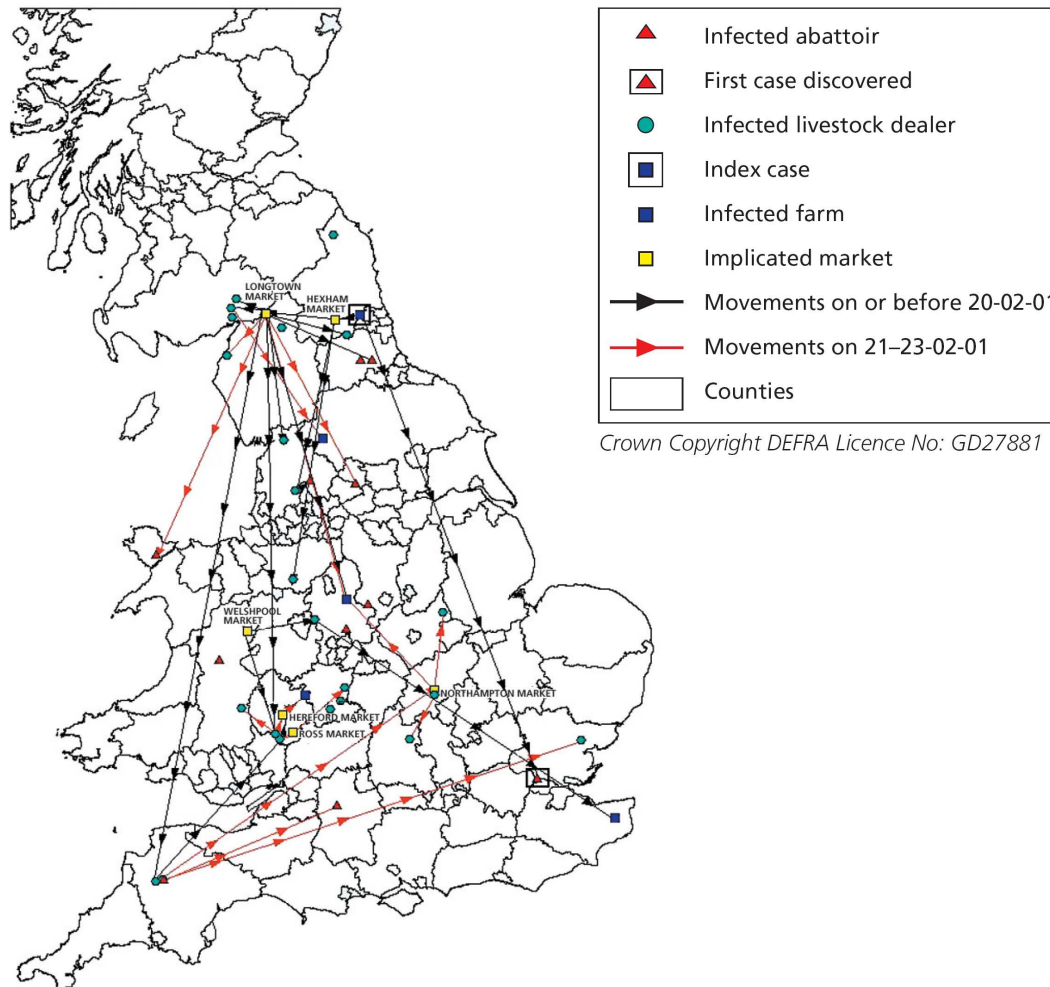 Infected abattoir
First case discovered
Infected livestock dealer
Index case
Infected farm
Implicated market
Movements on or before 20-02-01
Movements on 21–23-02-01
Counties
Crown Copyright DEFRA Licence No: GD27881
LONGTOWN
MARKET
HEXHAM
MARKET
WELSHPOOL
MARKET
NORTHAMPTON MARKET
HEREFORD MARKET
ROSS MARKET